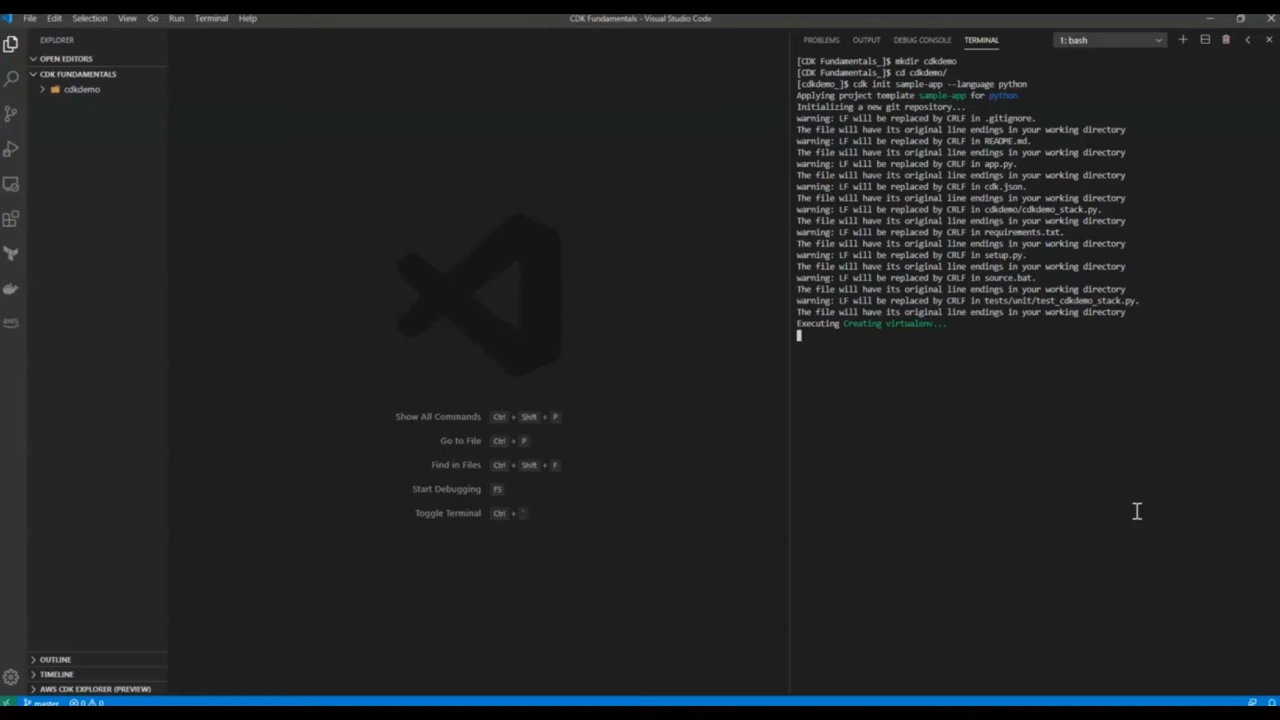 File Edit Selection View Go Run Terminal Help
CDK Fundamentals - Visual Studio Code
EXPLORER
OPEN EDITORS
CDK FUNDAMENTALS
cdkdemo
Show All Commands Ctrl + Shift + P
Go to File Ctrl + P
Find in Files Ctrl + Shift + F
Start Debugging F5
Toggle Terminal Ctrl + `
OUTLINE
TIMELINE
AWS CDK EXPLORER (PREVIEW)
PROBLEMS OUTPUT DEBUG CONSOLE TERMINAL 1: bash
[CDK Fundamentals_]$ mkdir cdkdemo
[CDK Fundamentals_]$ cd cdkdemo/
[cdkdemo_]$ cdk init sample-app --language python
Applying project template sample-app for python
Initializing a new git repository...
warning: LF will be replaced by CRLF in .gitignore.
The file will have its original line endings in your working directory
warning: LF will be replaced by CRLF in README.md.
The file will have its original line endings in your working directory
warning: LF will be replaced by CRLF in app.py.
The file will have its original line endings in your working directory
warning: LF will be replaced by CRLF in cdk.json.
The file will have its original line endings in your working directory
warning: LF will be replaced by CRLF in cdkdemo/cdkdemo_stack.py.
The file will have its original line endings in your working directory
warning: LF will be replaced by CRLF in requirements.txt.
The file will have its original line endings in your working directory
warning: LF will be replaced by CRLF in setup.py.
The file will have its original line endings in your working directory
warning: LF will be replaced by CRLF in source.bat.
The file will have its original line endings in your working directory
warning: LF will be replaced by CRLF in tests/unit/test_cdkdemo_stack.py.
The file will have its original line endings in your working directory
Executing Creating virtualenv...
master 0 0